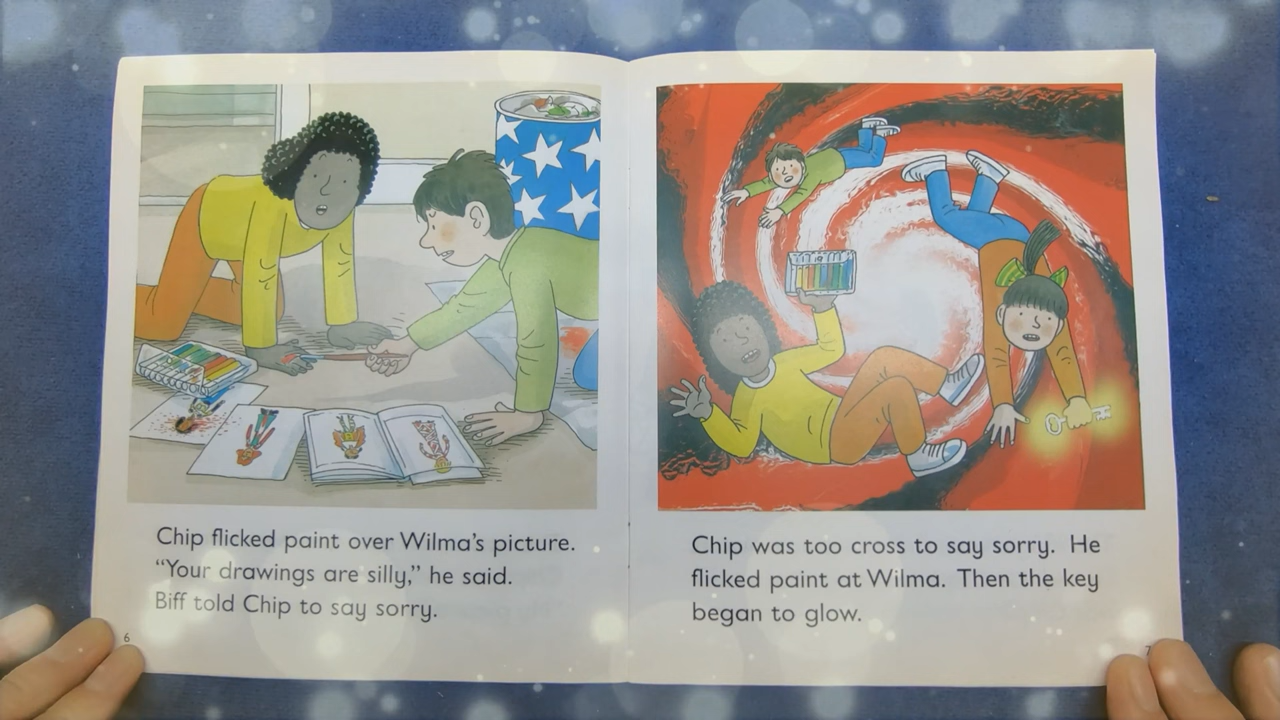 Chip flicked paint over Wilma's picture.
“Your drawings are silly,” he said.
Biff told Chip to say sorry.
6
Chip was too cross to say sorry. He
flicked paint at Wilma. Then the key
began to glow.
7